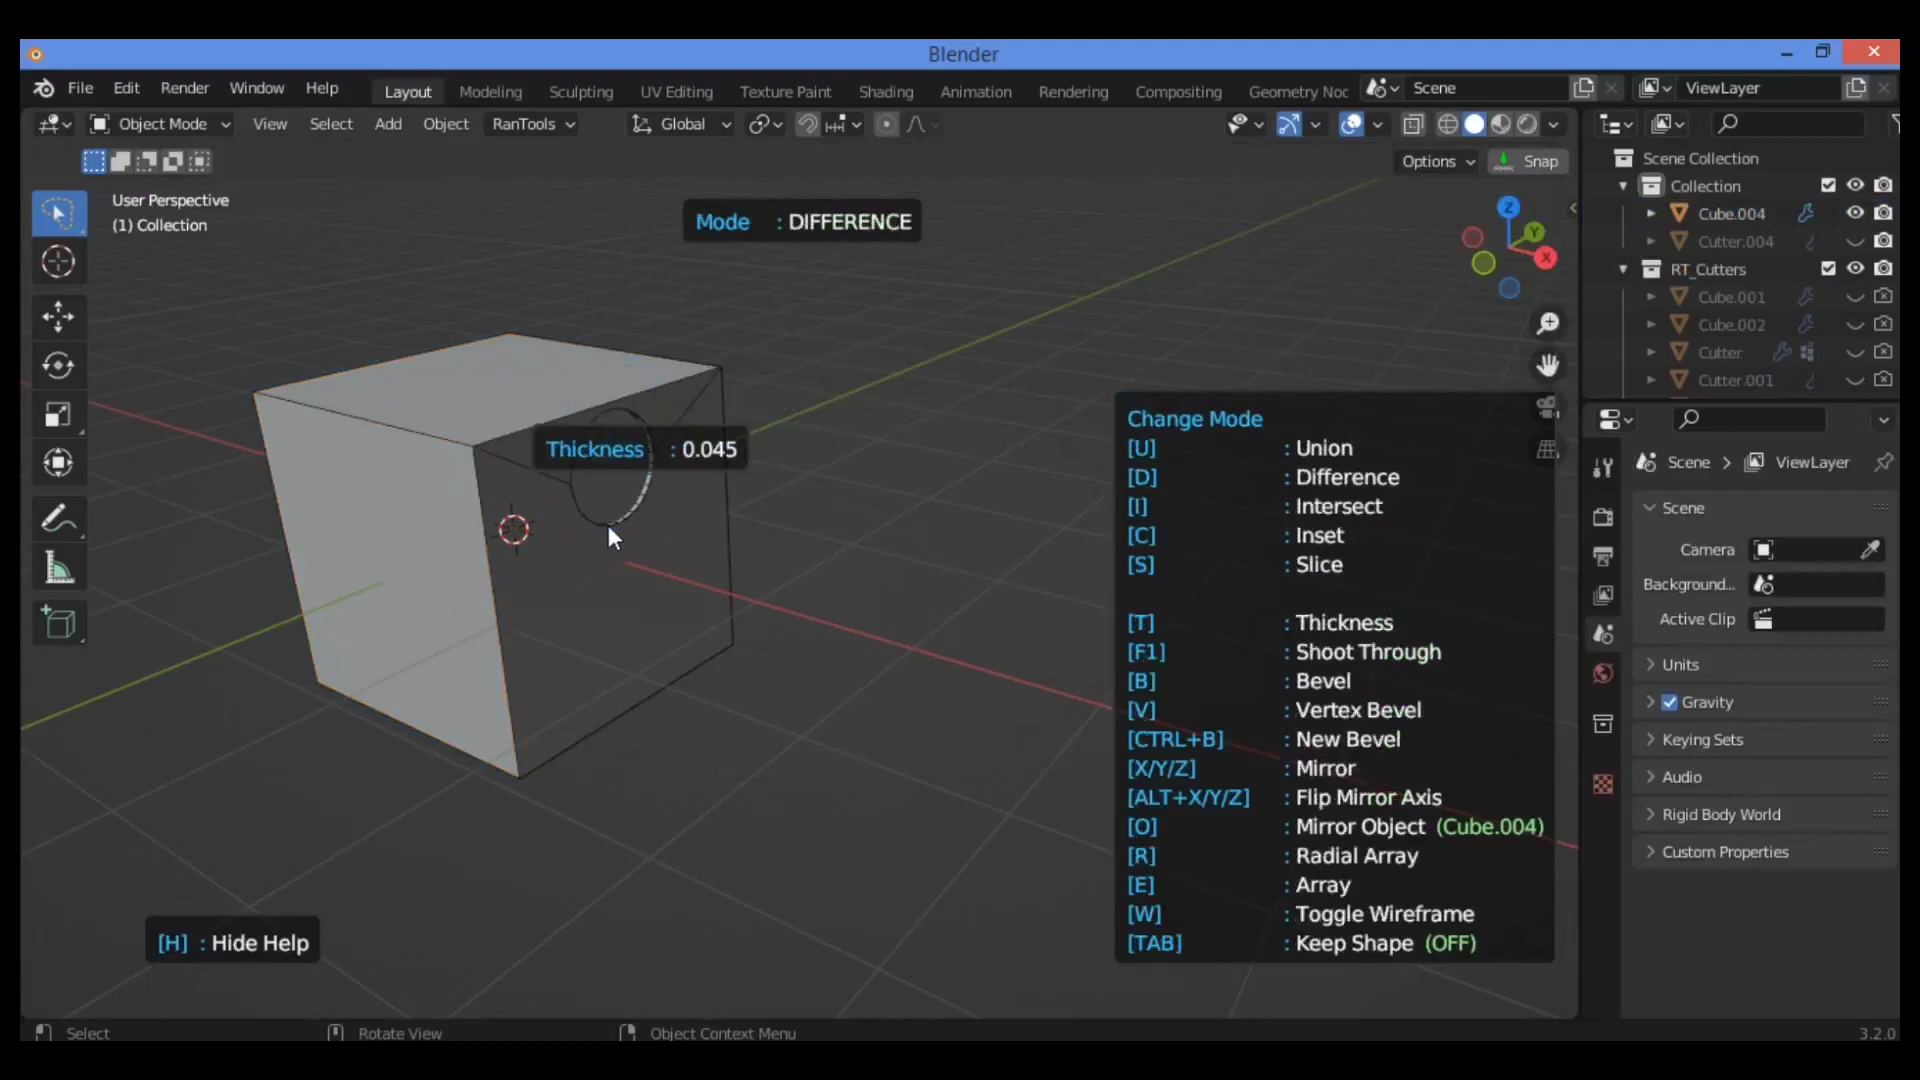 Blender
File Edit Render Window Help Layout Modeling Sculpting UV Editing Texture Paint Shading Animation Rendering Compositing Geometry Noc Scene ViewLayer
Object Mode View Select Add Object RanTools Global
Options Snap
User Perspective
(1) Collection
Mode : DIFFERENCE
Z
Y
X
Thickness : 0.045
Change Mode
[U] : Union
[D] : Difference
[I] : Intersect
[C] : Inset
[S] : Slice
[T] : Thickness
[F1] : Shoot Through
[B] : Bevel
[V] : Vertex Bevel
[CTRL+B] : New Bevel
[X/Y/Z] : Mirror
[ALT+X/Y/Z] : Flip Mirror Axis
[O] : Mirror Object (Cube.004)
[R] : Radial Array
[E] : Array
[W] : Toggle Wireframe
[TAB] : Keep Shape (OFF)
[H] : Hide Help
Scene Collection
Collection
Cube.004
Cutter.004
RT_Cutters
Cube.001
Cube.002
Cutter
Cutter.001
Scene > ViewLayer
Scene
Camera
Background...
Active Clip
Units
Gravity
Keying Sets
Audio
Rigid Body World
Custom Properties
Select Rotate View Object Context Menu 3.2.0